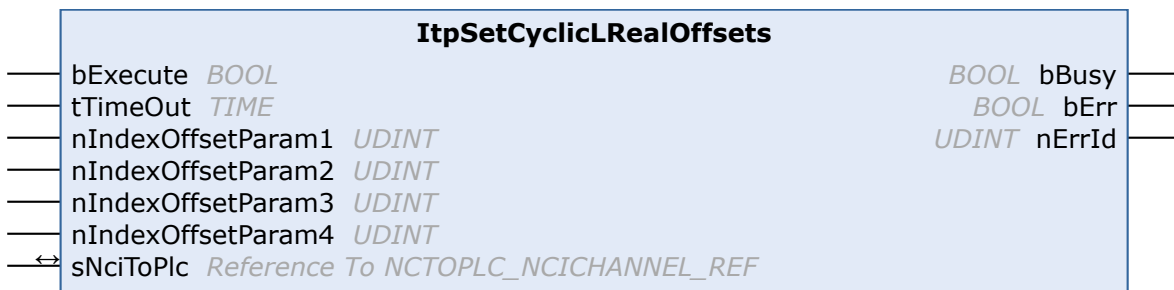 ItpSetCyclicLRealOffsets
bExecute BOOL BOOL bBusy
tTimeOut TIME BOOL bErr
nIndexOffsetParam1 UDINT UDINT nErrId
nIndexOffsetParam2 UDINT
nIndexOffsetParam3 UDINT
nIndexOffsetParam4 UDINT
↔ sNciToPlc Reference To NCTOPLC_NCICHANNEL_REF